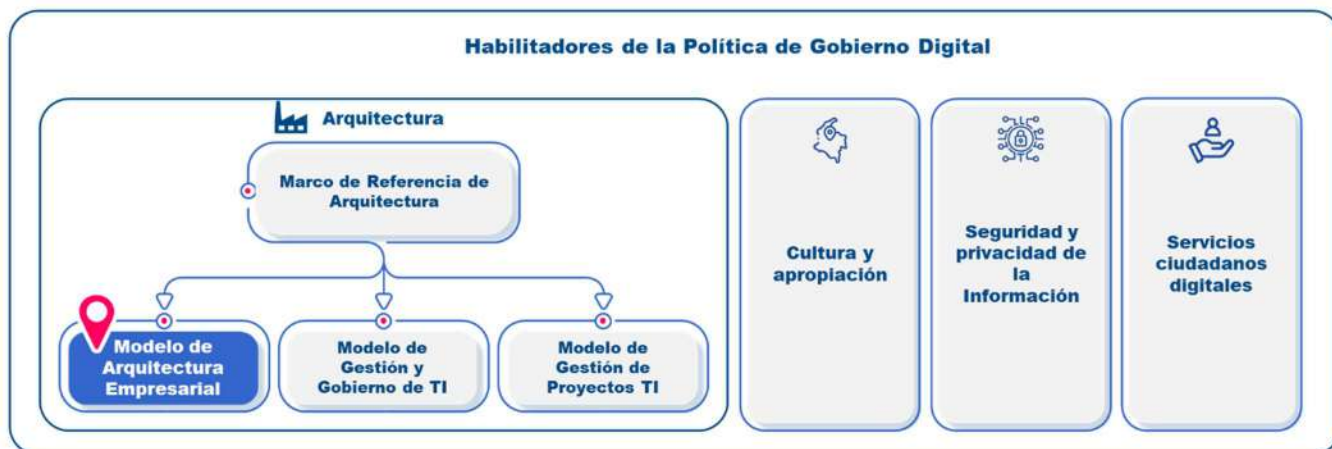 Habilitadores de la Política de Gobierno Digital
Arquitectura
Marco de Referencia de
Arquitectura
Modelo de
Arquitectura
Empresarial
Modelo de
Gestión y
Gobierno de TI
Modelo de
Gestión de
Proyectos TI
Cultura y
apropiación
Seguridad y
privacidad de
la
Información
Servicios
ciudadanos
digitales